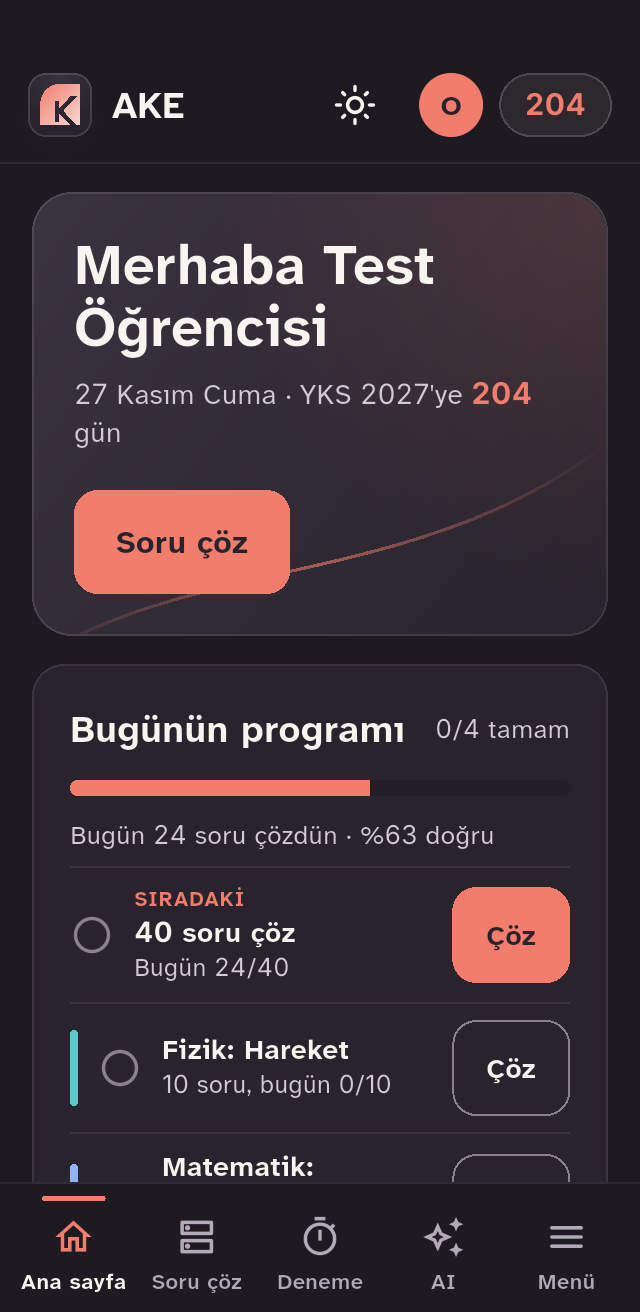 AKE
O
204
Merhaba Test
Öğrencisi
27 Kasım Cuma · YKS 2027'ye 204
gün
Soru çöz
Bugünün programı
0/4 tamam
Bugün 24 soru çözdün · %63 doğru
SIRADAKİ
40 soru çöz
Bugün 24/40
Çöz
Fizik: Hareket
10 soru, bugün 0/10
Çöz
Matematik:
Ana sayfa
Soru çöz
Deneme
AI
Menü